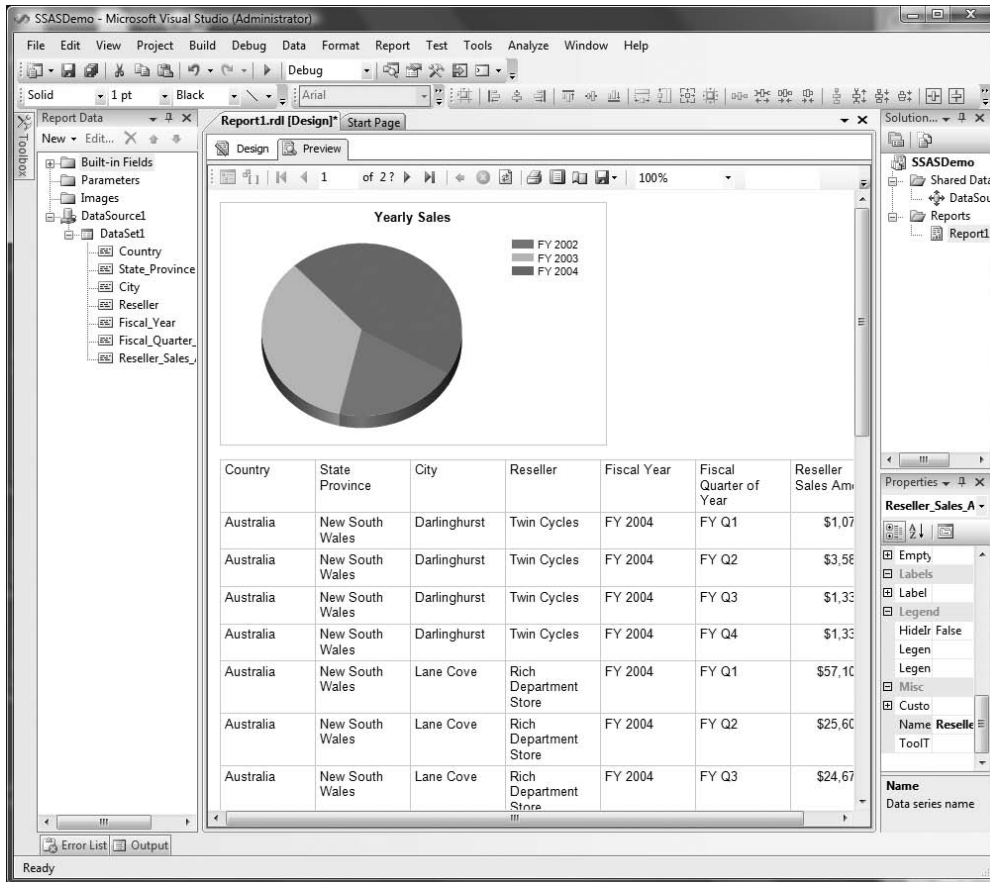 SSASDemo - Microsoft Visual Studio (Administrator)
File Edit View Project Build Debug Data Format Report Test Tools Analyze Window Help
Debug
Solid 1 pt Black Arial
Toolbox
Report Data
New Edit...
Built-in Fields
Parameters
Images
DataSource1
DataSet1
Country
State_Province
City
Reseller
Fiscal_Year
Fiscal_Quarter_
Reseller_Sales_
Report1.rdl [Design]* Start Page
Design Preview
1 of 2 ? 100%
Yearly Sales
FY 2002
FY 2003
FY 2004
Country State Province City Reseller Fiscal Year Fiscal Quarter of Year Reseller Sales Am
Australia New South Wales Darlinghurst Twin Cycles FY 2004 FY Q1 $1,07
Australia New South Wales Darlinghurst Twin Cycles FY 2004 FY Q2 $3,58
Australia New South Wales Darlinghurst Twin Cycles FY 2004 FY Q3 $1,33
Australia New South Wales Darlinghurst Twin Cycles FY 2004 FY Q4 $1,33
Australia New South Wales Lane Cove Rich Department Store FY 2004 FY Q1 $57,10
Australia New South Wales Lane Cove Rich Department Store FY 2004 FY Q2 $25,60
Australia New South Wales Lane Cove Rich Department Store FY 2004 FY Q3 $24,67
Solution...
SSASDemo
Shared Data
DataSou
Reports
Report1
Properties
Reseller_Sales_A
Empty
Labels
Label
Legend
HideIr False
Legen
Legen
Misc
Custo
Name Reselle
ToolT
Name
Data series name
Error List Output
Ready